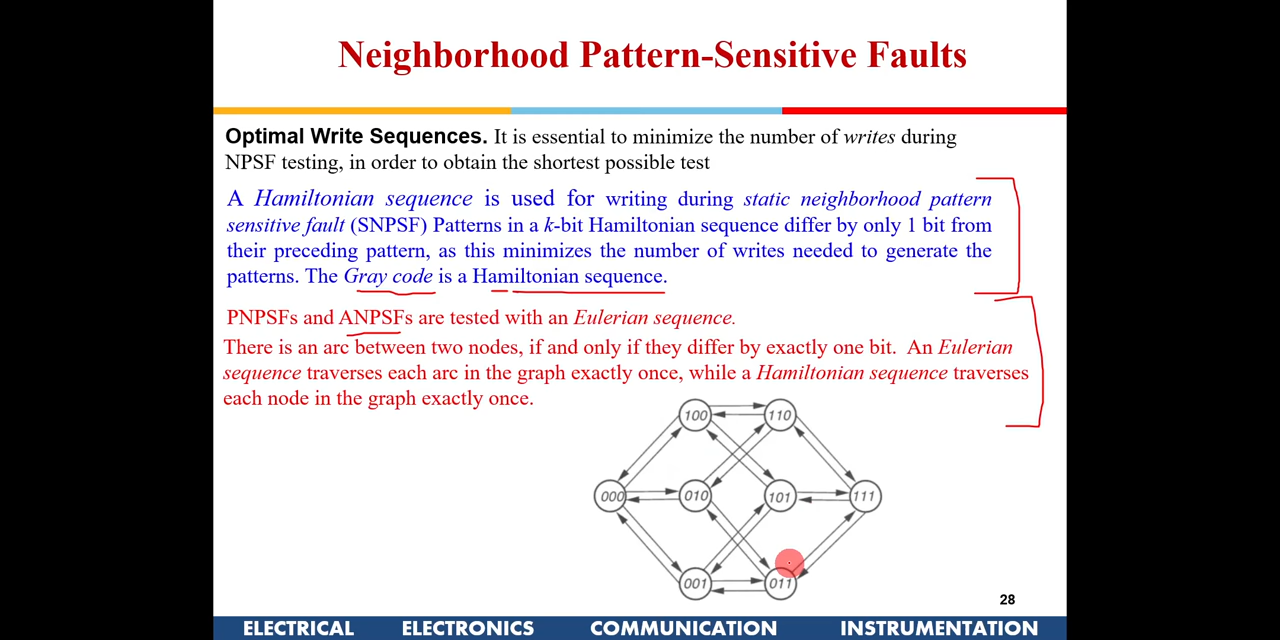 Neighborhood Pattern-Sensitive Faults
Optimal Write Sequences. It is essential to minimize the number of writes during
NPSF testing, in order to obtain the shortest possible test
A Hamiltonian sequence is used for writing during static neighborhood pattern
sensitive fault (SNPSF) Patterns in a k-bit Hamiltonian sequence differ by only 1 bit from
their preceding pattern, as this minimizes the number of writes needed to generate the
patterns. The Gray code is a Hamiltonian sequence.
PNPSFs and ANPSFs are tested with an Eulerian sequence.
There is an arc between two nodes, if and only if they differ by exactly one bit. An Eulerian
sequence traverses each arc in the graph exactly once, while a Hamiltonian sequence traverses
each node in the graph exactly once.
100 110
000 010 101 111
001 011
28
ELECTRICAL ELECTRONICS COMMUNICATION INSTRUMENTATION